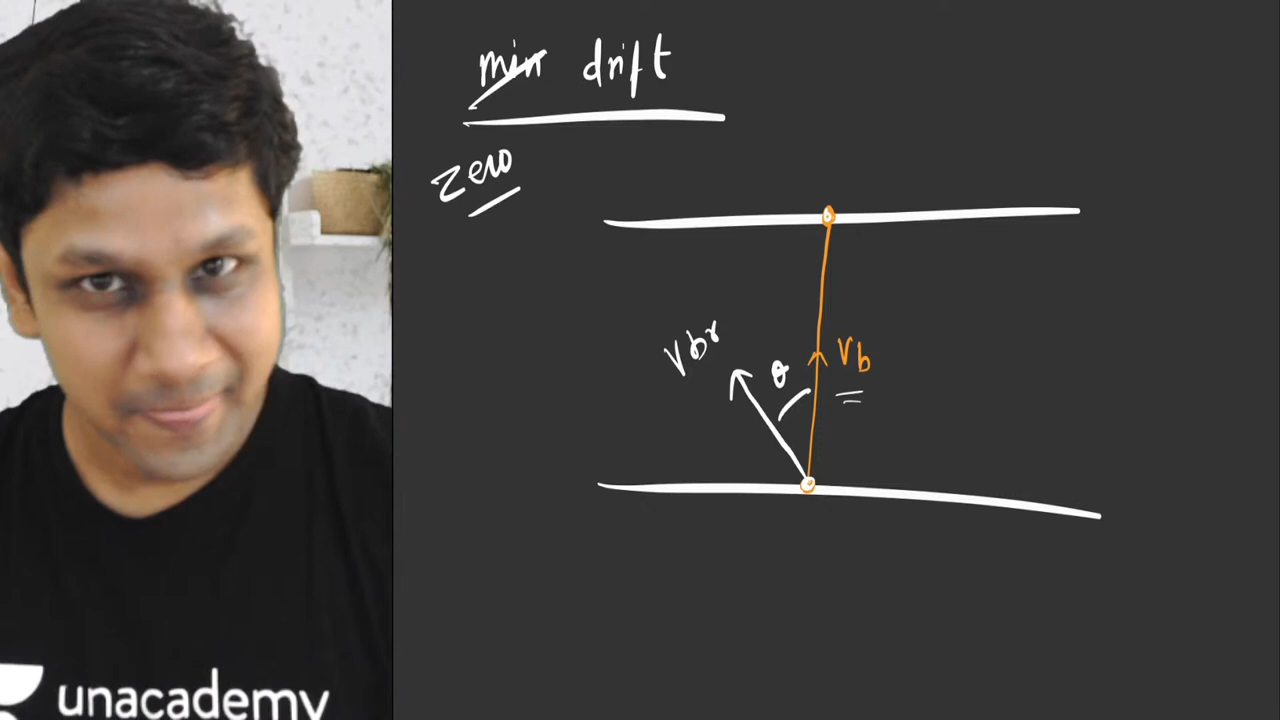 min drift
zero
Vbr
θ
Vb
unacademy